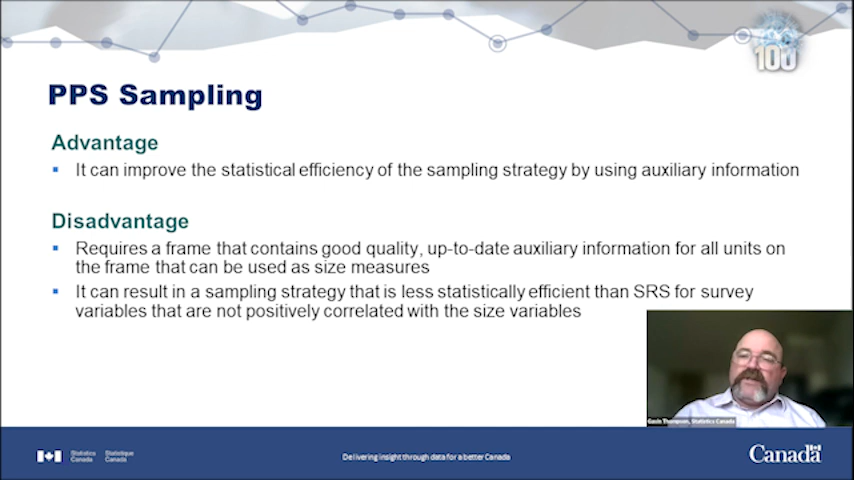 100
PPS Sampling
Advantage
It can improve the statistical efficiency of the sampling strategy by using auxiliary information
Disadvantage
Requires a frame that contains good quality, up-to-date auxiliary information for all units on
the frame that can be used as size measures
It can result in a sampling strategy that is less statistically efficient than SRS for survey
variables that are not positively correlated with the size variables
Gavin Thompson, Statistics Canada
Statistics Statistique
Canada Canada
Delivering insight through data for a better Canada
Canada